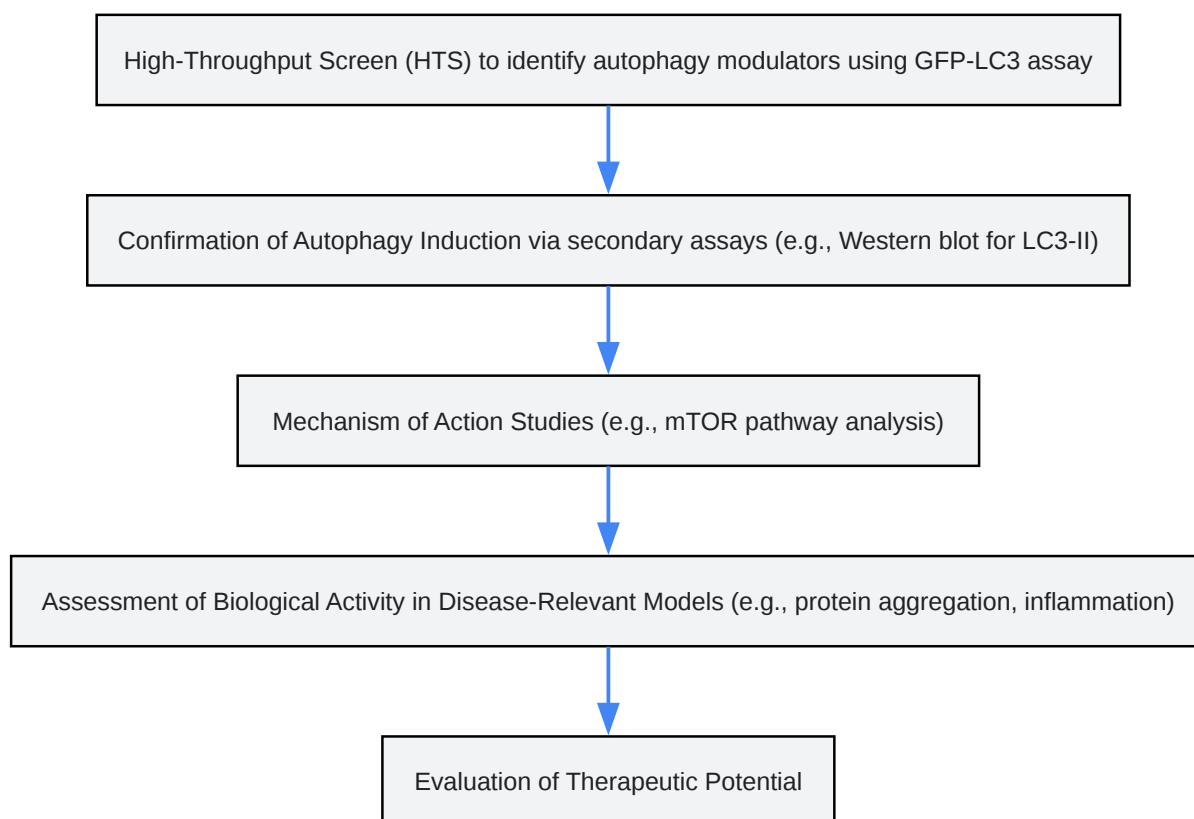 High-Throughput Screen (HTS) to identify autophagy modulators using GFP-LC3 assay
Confirmation of Autophagy Induction via secondary assays (e.g., Western blot for LC3-II)
Mechanism of Action Studies (e.g., mTOR pathway analysis)
Assessment of Biological Activity in Disease-Relevant Models (e.g., protein aggregation, inflammation)
Evaluation of Therapeutic Potential